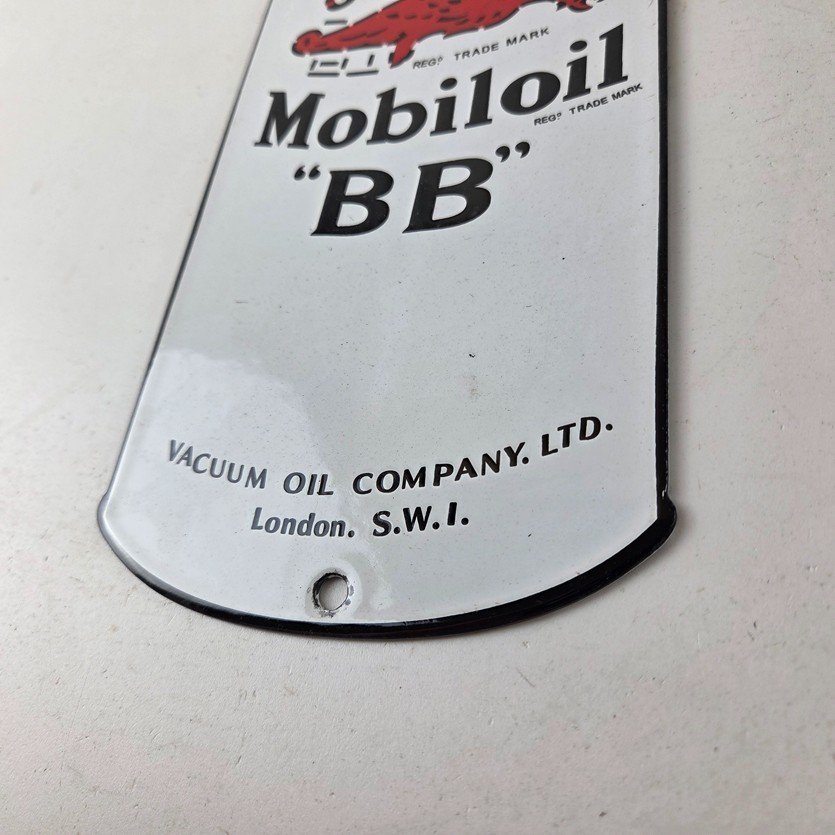 REGD TRADE MARK
Mobiloil
REGD TRADE MARK
"BB"
VACUUM OIL COMPANY. LTD.
London. S.W.I.